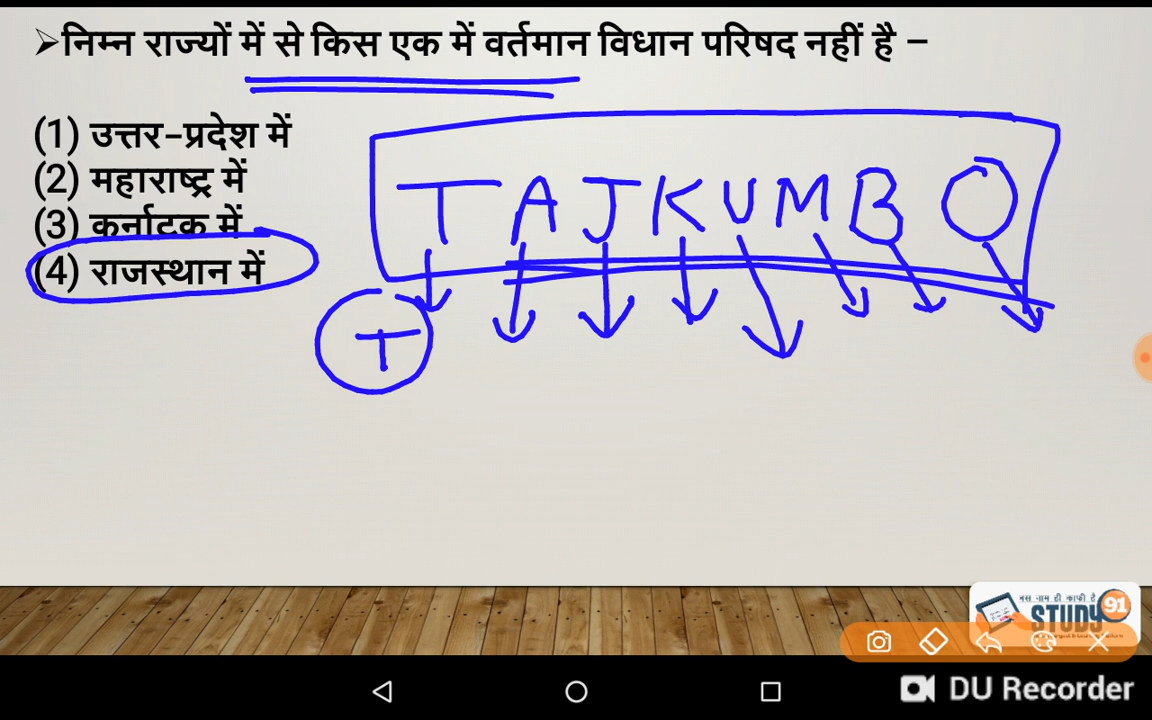 ➢निम्न राज्यों में से किस एक में वर्तमान विधान परिषद नहीं है –
(1) उत्तर-प्रदेश में
(2) महाराष्ट्र में
(3) कर्नाटक में
(4) राजस्थान में
T A J K U M B O
T
बस नाम ही काफी है
STUDY 91
DU Recorder